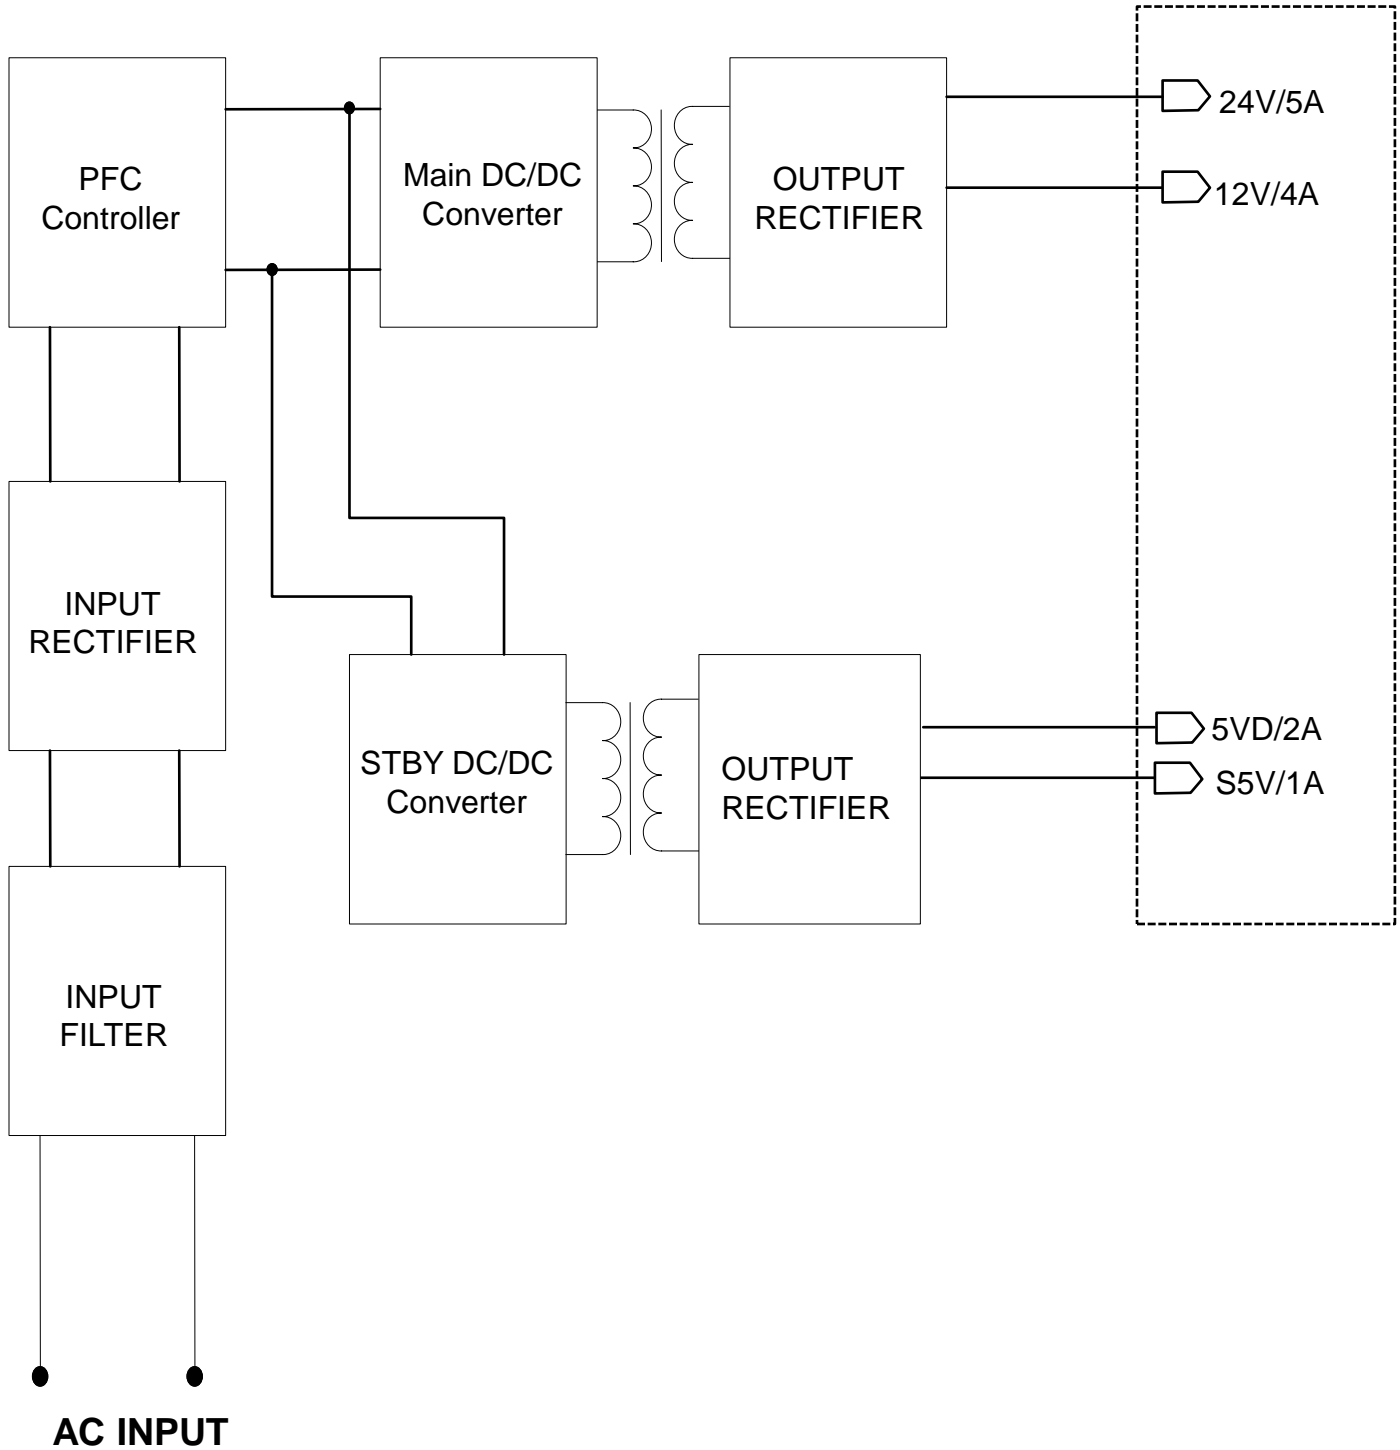 PFC
Controller
Main DC/DC
Converter
OUTPUT
RECTIFIER
24V/5A
12V/4A
INPUT
RECTIFIER
STBY DC/DC
Converter
OUTPUT
RECTIFIER
5VD/2A
S5V/1A
INPUT
FILTER
AC INPUT